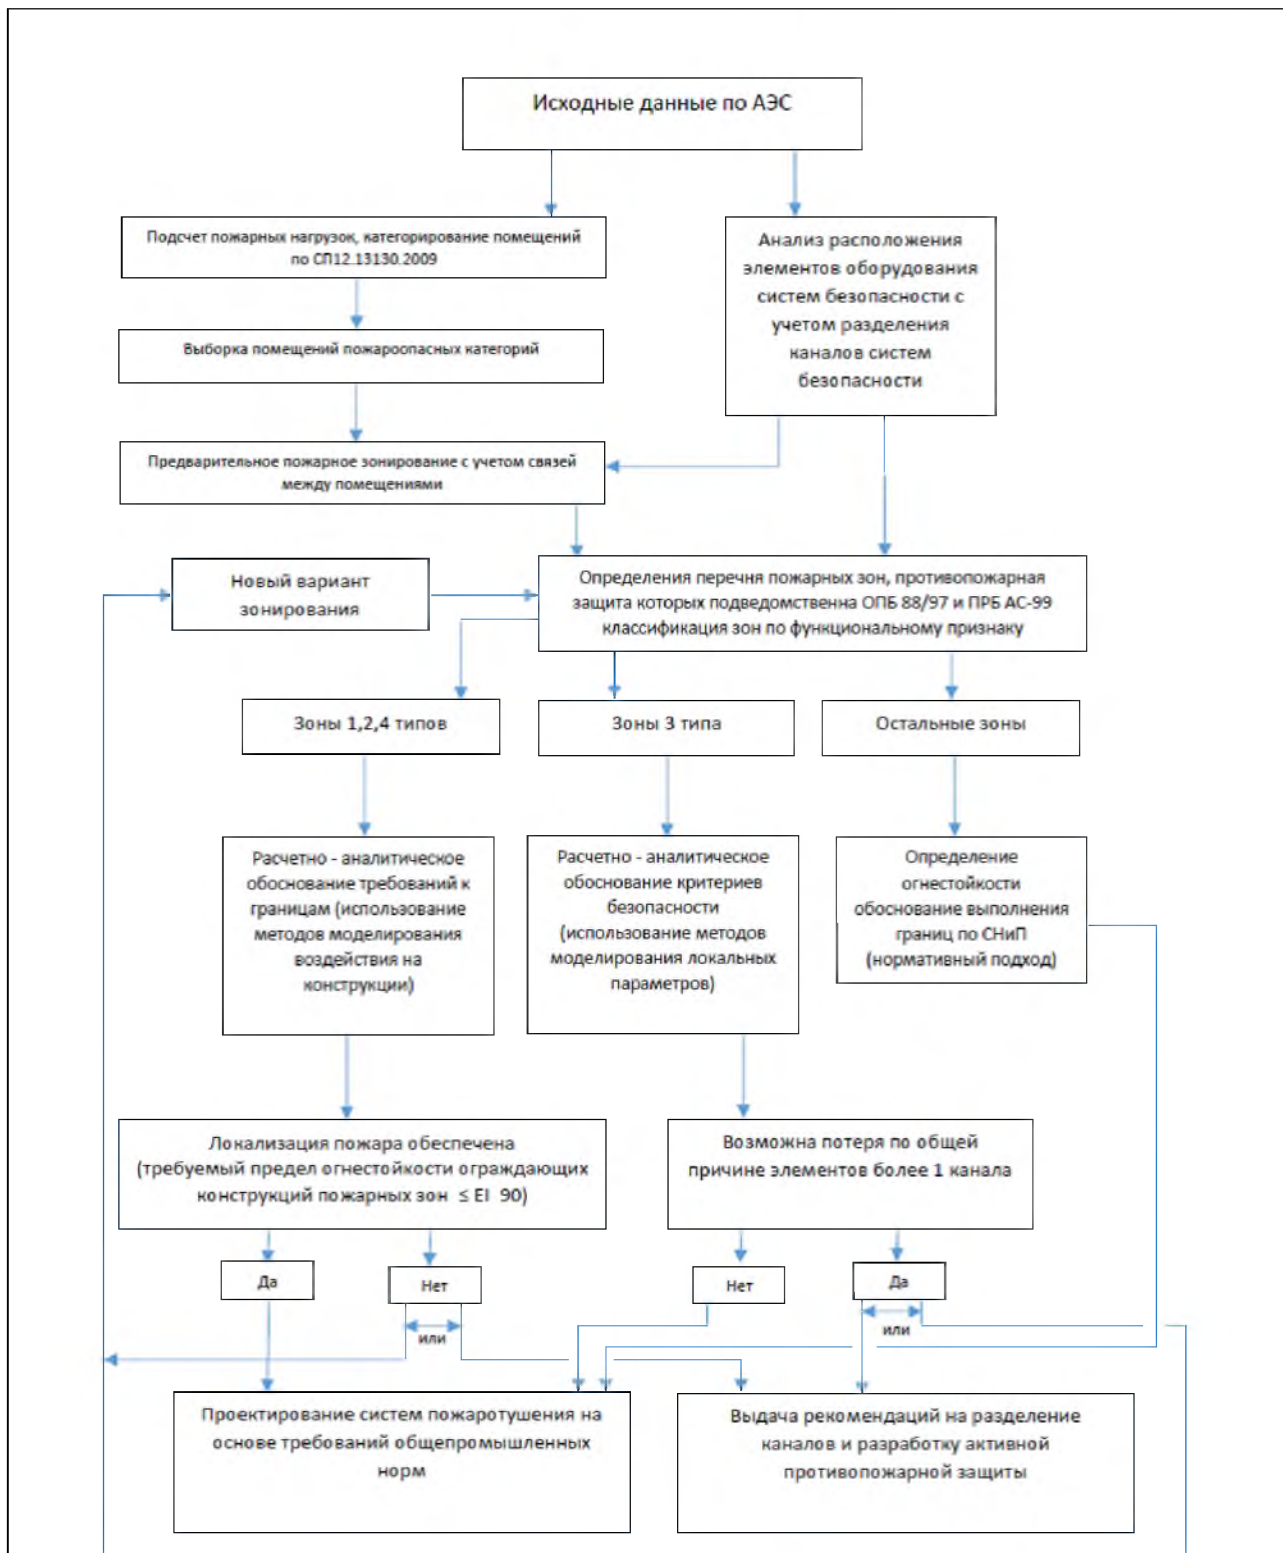 Исходные данные по АЭС
Подсчет пожарных нагрузок, категорирование помещений
по СП12.13130.2009
Анализ расположения
элементов оборудования
систем безопасности с
учетом разделения
каналов систем
безопасности
Выборка помещений пожароопасных категорий
Предварительное пожарное зонирование с учетом связей
между помещениями
Новый вариант
зонирования
Определения перечня пожарных зон, противопожарная
защита которых подведомственна ОПБ 88/97 и ПРБ АС-99
классификация зон по функциональному признаку
Зоны 1,2,4 типов
Зоны 3 типа
Остальные зоны
Расчетно - аналитическое
обоснование требований к
границам (использование
методов моделирования
воздействия на
конструкции)
Расчетно - аналитическое
обоснование критериев
безопасности
(использование методов
моделирования локальных
параметров)
Определение
огнестойкости
обоснование выполнения
границ по СНиП
(нормативный подход)
Локализация пожара обеспечена
(требуемый предел огнестойкости ограждающих
конструкций пожарных зон ≤ EI 90)
Возможна потеря по общей
причине элементов более 1 канала
Да
Нет
Нет
Да
или
или
Проектирование систем пожаротушения на
основе требований общепромышленных
норм
Выдача рекомендаций на разделение
каналов и разработку активной
противопожарной защиты